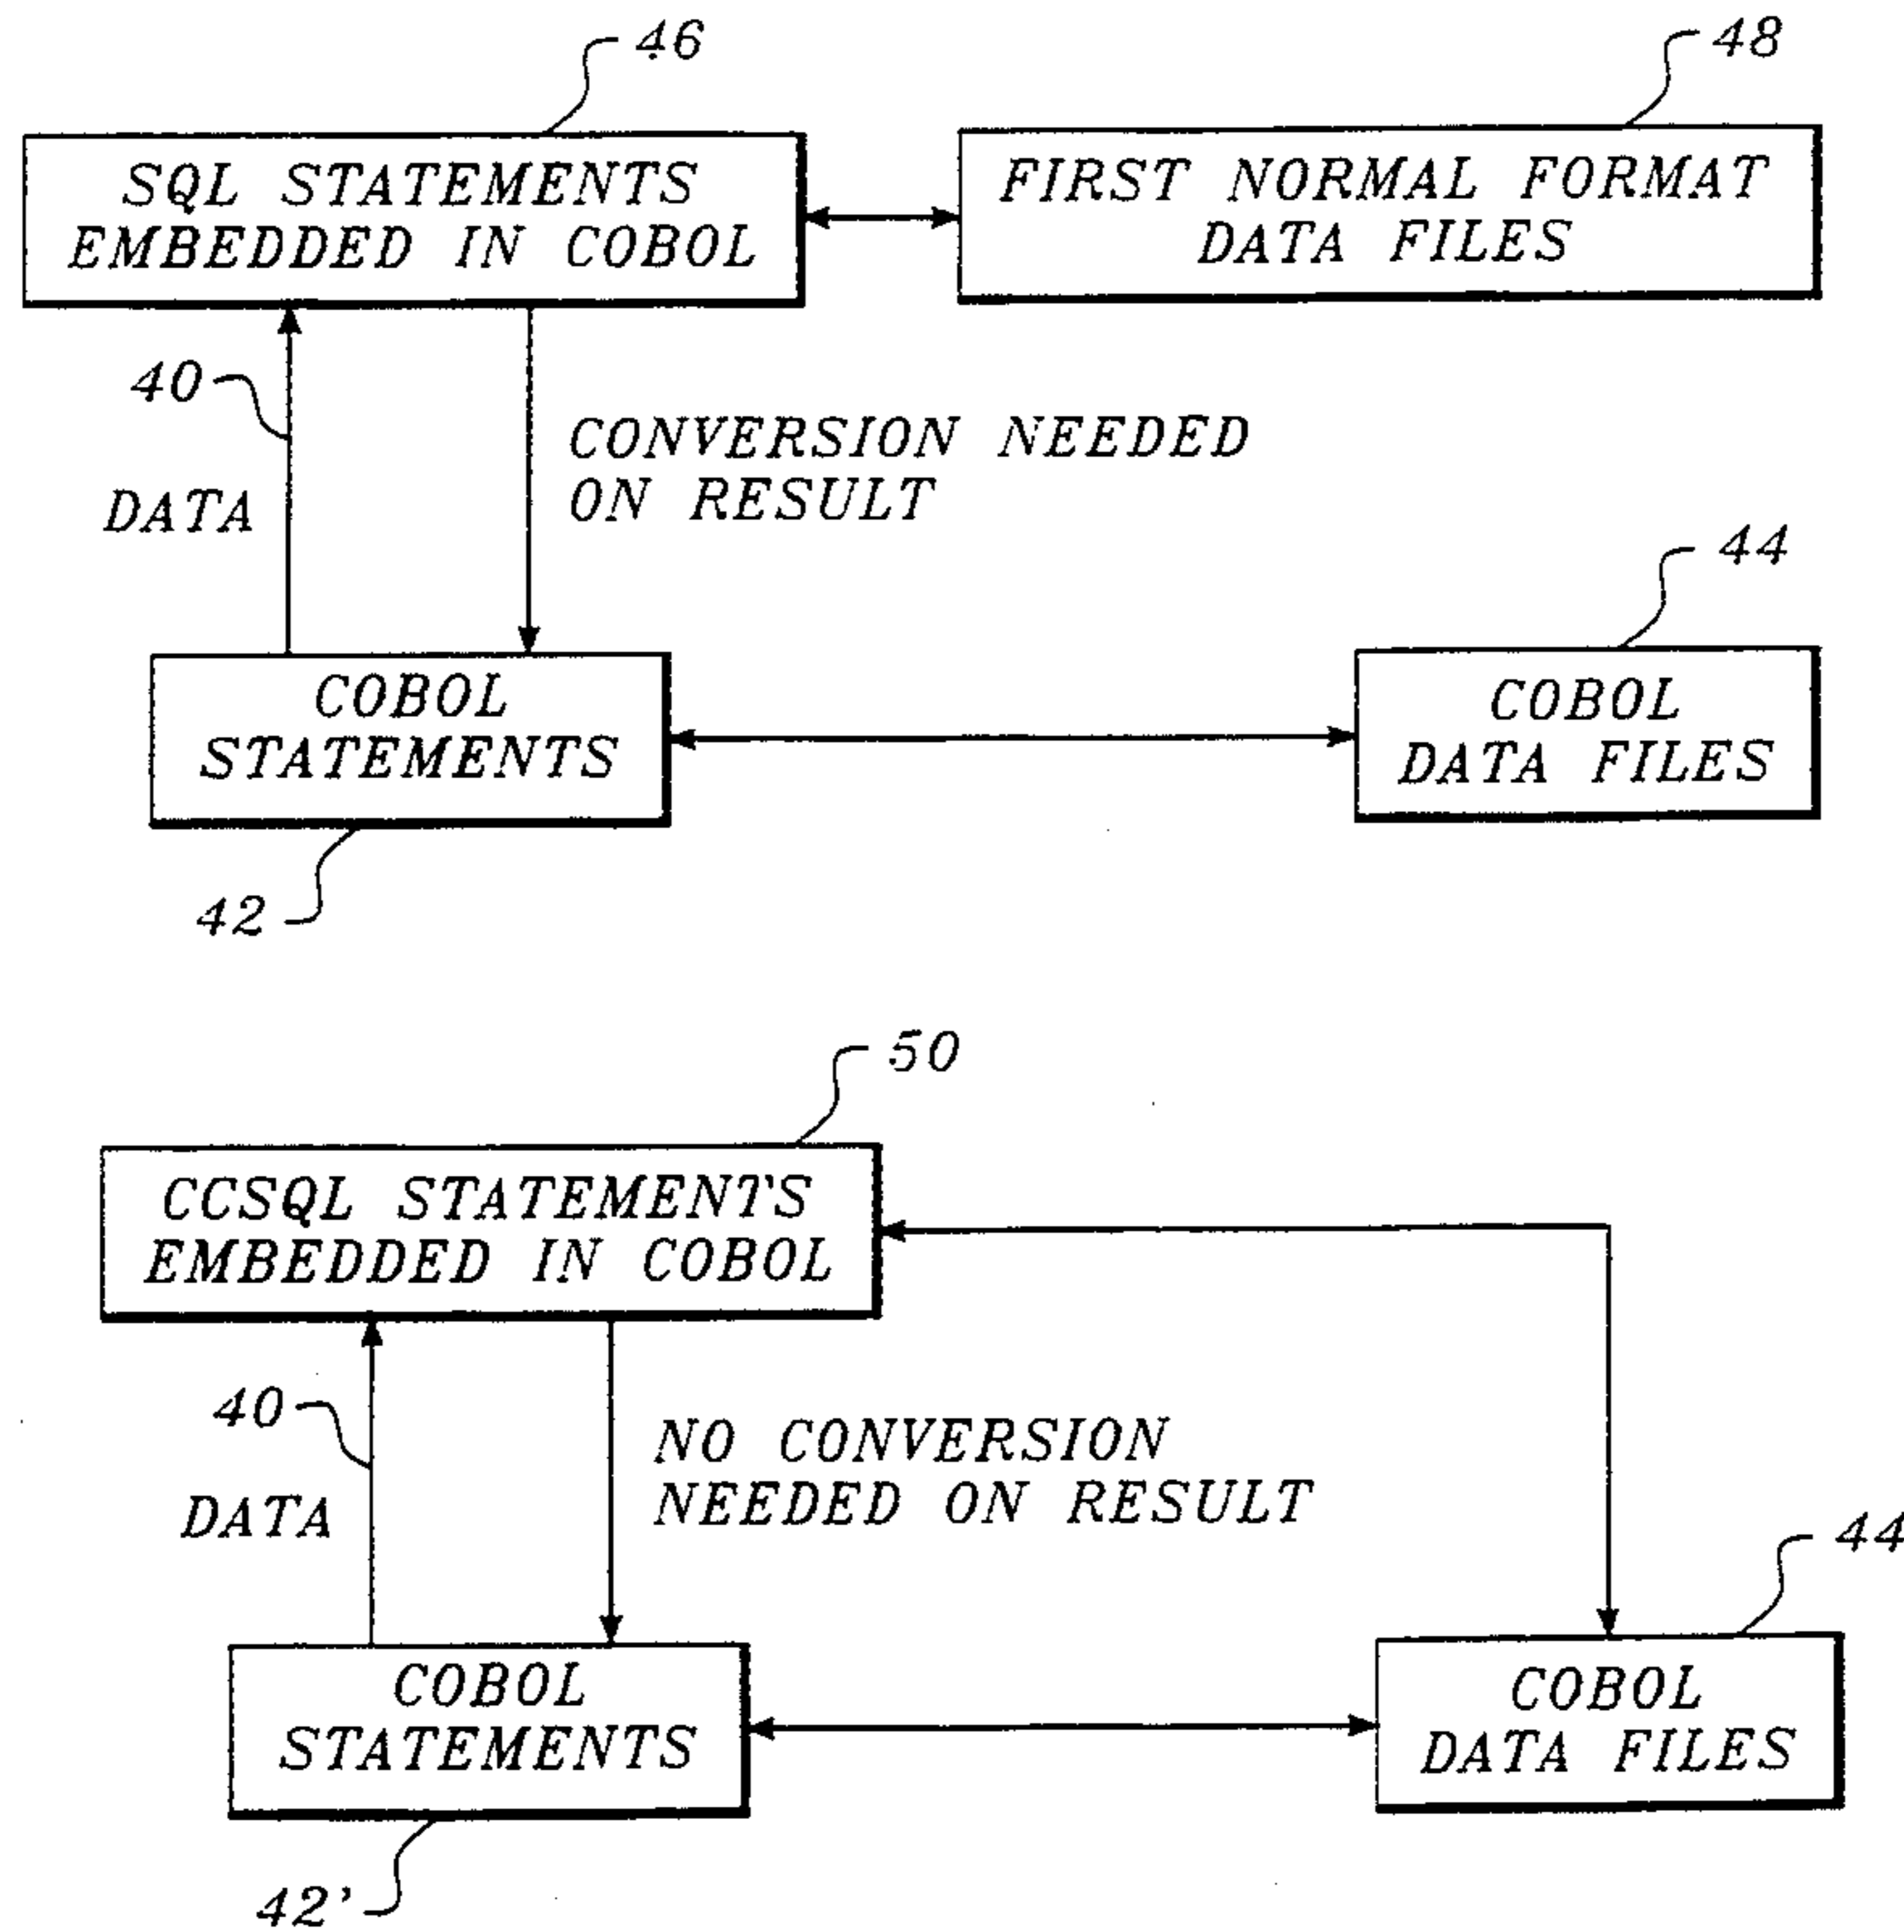 46
48
SQL STATEMENTS
EMBEDDED IN COBOL
FIRST NORMAL FORMAT
DATA FILES
40
DATA
CONVERSION NEEDED
ON RESULT
44
COBOL
STATEMENTS
COBOL
DATA FILES
42
50
CCSQL STATEMENTS
EMBEDDED IN COBOL
40
DATA
NO CONVERSION
NEEDED ON RESULT
44
COBOL
STATEMENTS
COBOL
DATA FILES
42'